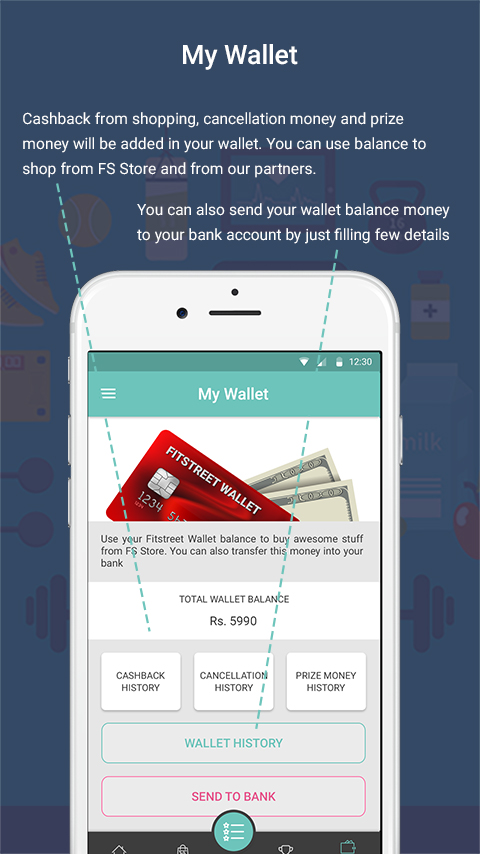 My Wallet
Cashback from shopping, cancellation money and prize
money will be added in your wallet. You can use balance to
shop from FS Store and from our partners.
You can also send your wallet balance money
to your bank account by just filling few details
16
milk
12:30
My Wallet
FITSTREET WALLET
1234
Use your Fitstreet Wallet balance to buy awesome stuff
from FS Store. You can also transfer this money into your
bank
TOTAL WALLET BALANCE
Rs. 5990
CASHBACK
HISTORY
CANCELLATION
HISTORY
PRIZE MONEY
HISTORY
WALLET HISTORY
SEND TO BANK